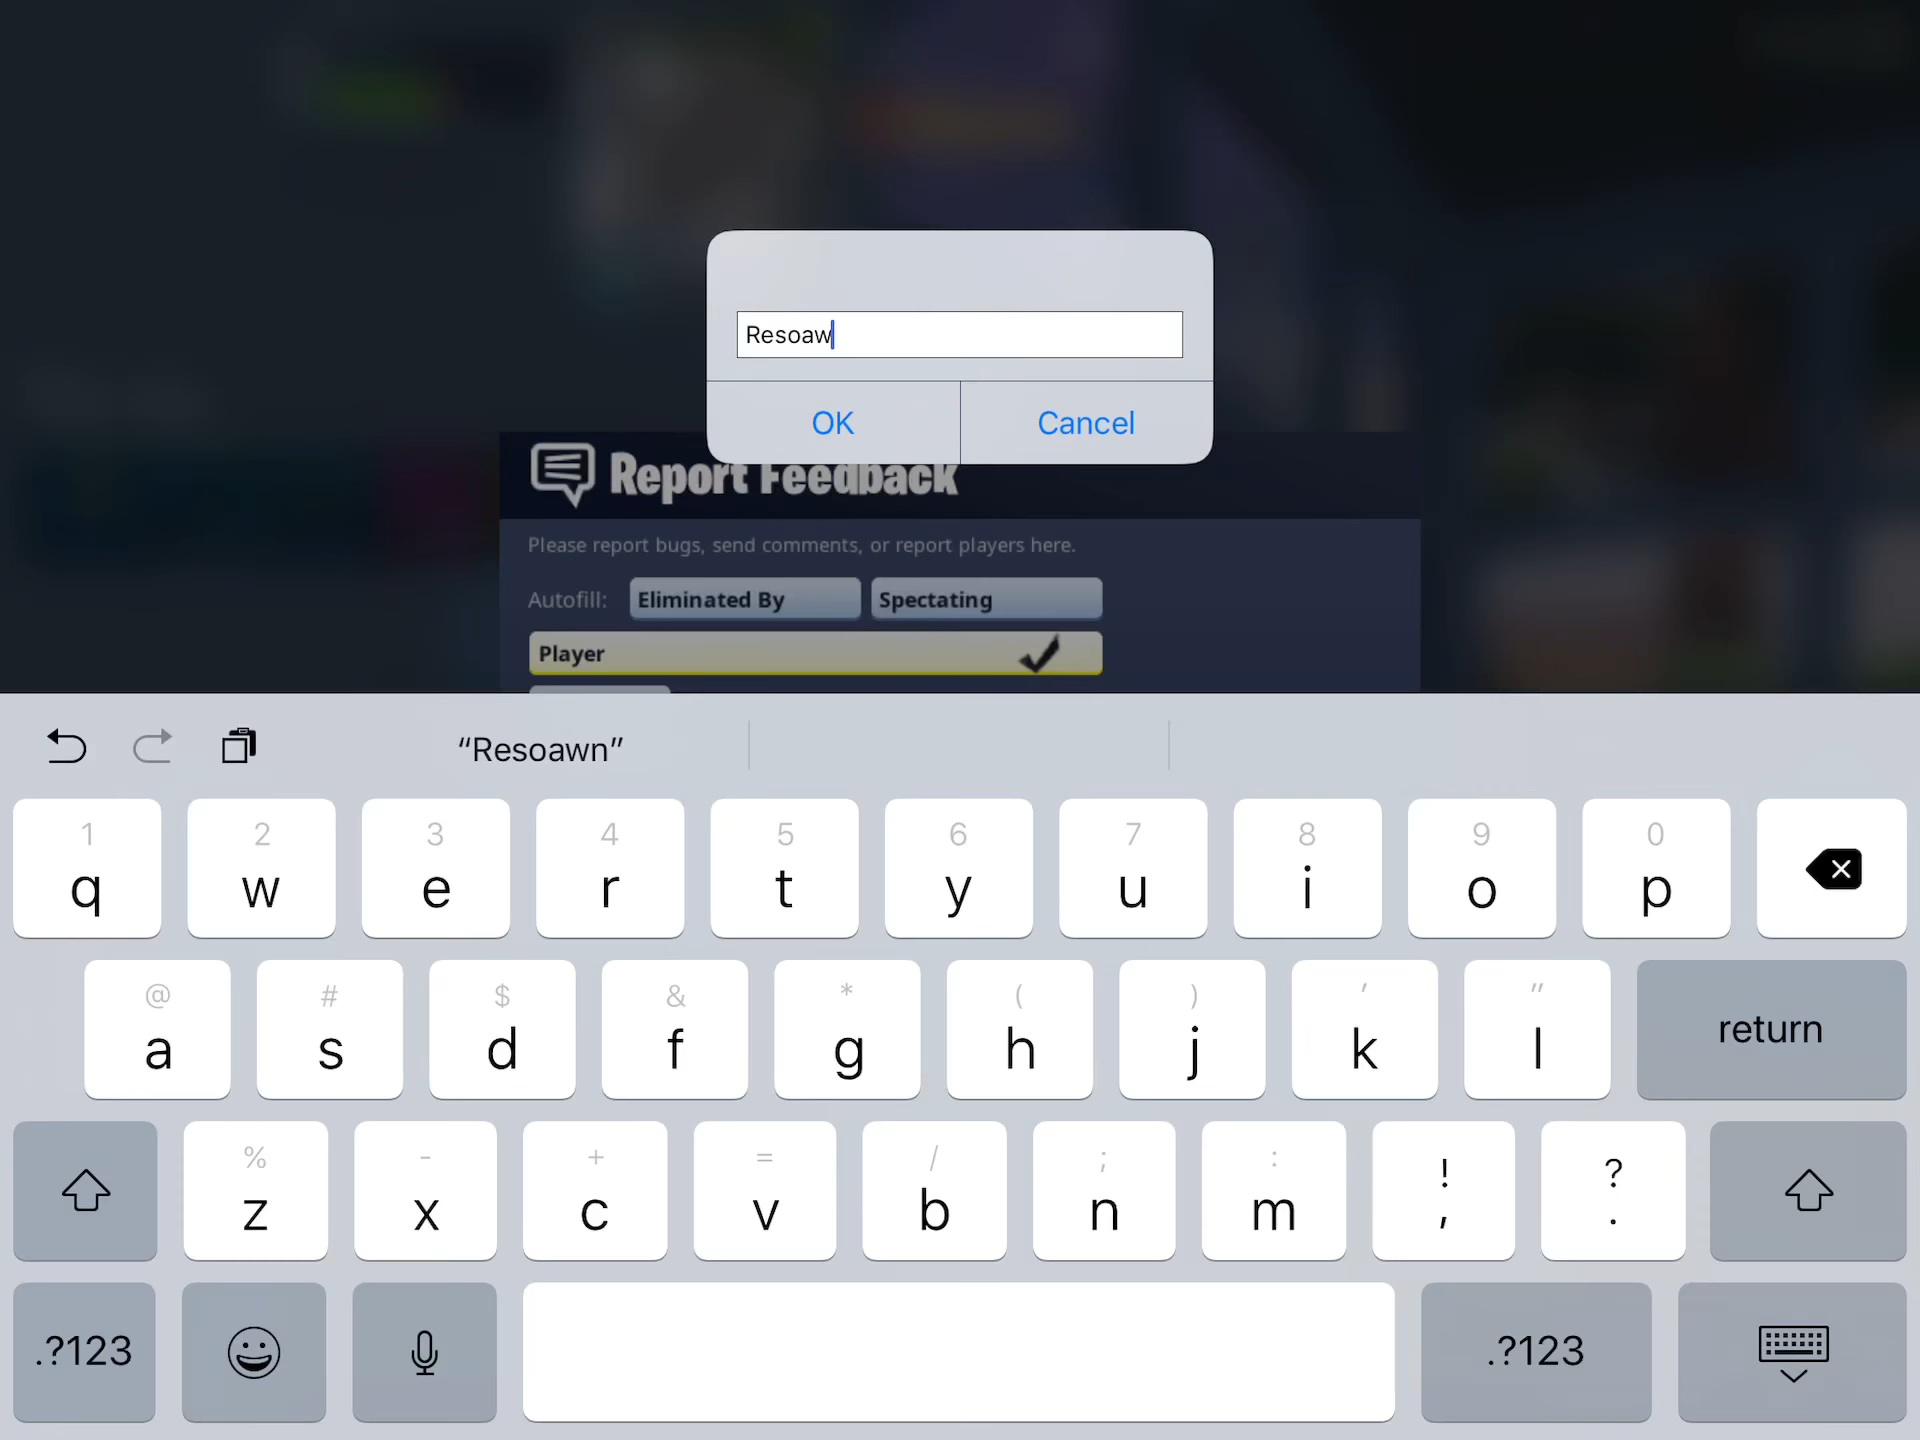 Resoaw
OK Cancel
Report Feedback
Please report bugs, send comments, or report players here.
Autofill: Eliminated By Spectating
Player
“Resoawn”
1 2 3 4 5 6 7 8 9 0
q w e r t y u i o p
@ # $ & * ( ) ' "
a s d f g h j k l return
% - + = / ; : ! ?
z x c v b n m , .
.?123 .?123